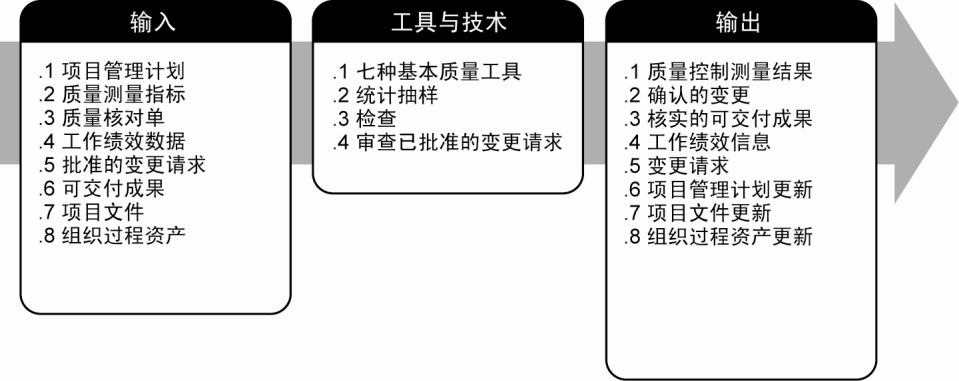 输入
.1 项目管理计划
.2 质量测量指标
.3 质量核对单
.4 工作绩效数据
.5 批准的变更请求
.6 可交付成果
.7 项目文件
.8 组织过程资产
工具与技术
.1 七种基本质量工具
.2 统计抽样
.3 检查
.4 审查已批准的变更请求
输出
.1 质量控制测量结果
.2 确认的变更
.3 核实的可交付成果
.4 工作绩效信息
.5 变更请求
.6 项目管理计划更新
.7 项目文件更新
.8 组织过程资产更新